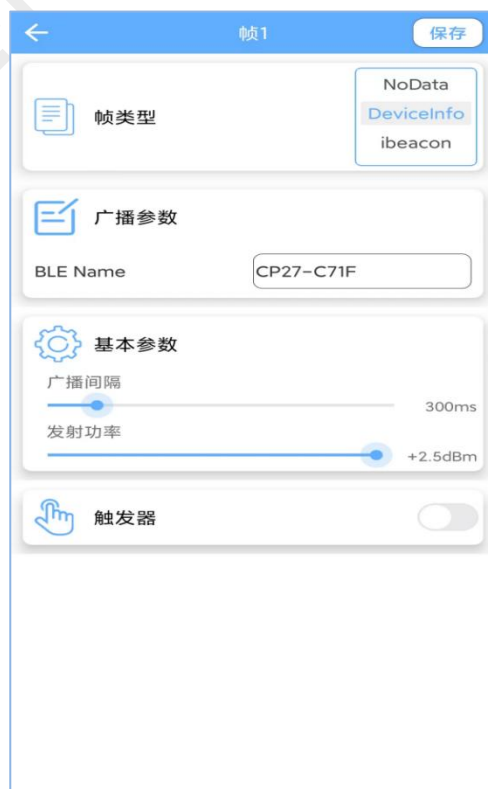 帧1
保存
帧类型
NoData
DeviceInfo
ibeacon
广播参数
BLE Name
CP27-C71F
基本参数
广播间隔
300ms
发射功率
+2.5dBm
触发器